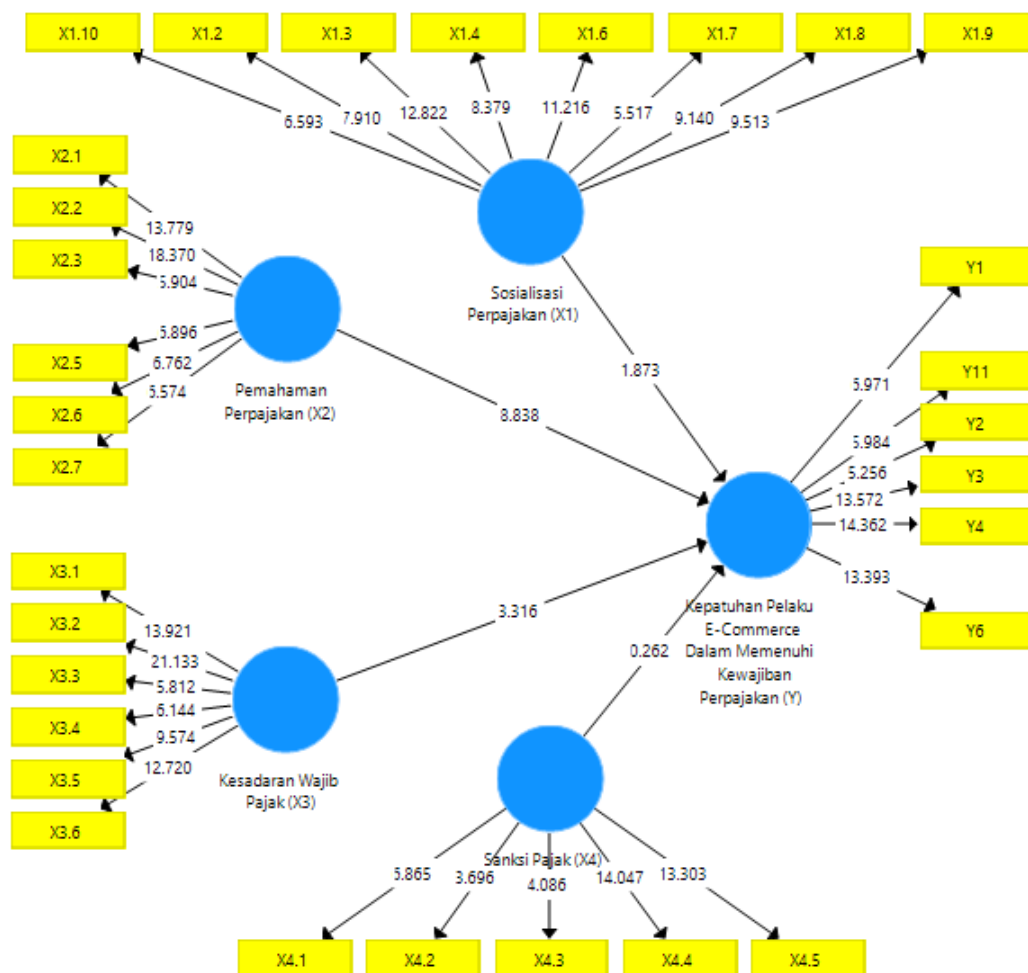 X1.10
X1.2
X1.3
X1.4
X1.6
X1.7
X1.8
X1.9
6.593
7.910
12.822
8.379
11.216
5.517
9.140
9.513
Sosialisasi
Perpajakan (X1)
X2.1
X2.2
X2.3
X2.5
X2.6
X2.7
13.779
18.370
5.904
5.896
6.762
5.574
Pemahaman
Perpajakan (X2)
1.873
8.838
3.316
0.262
X3.1
X3.2
X3.3
X3.4
X3.5
X3.6
13.921
21.133
5.812
6.144
9.574
12.720
Kesadaran Wajib
Pajak (X3)
Y1
Y11
Y2
Y3
Y4
Y6
5.971
5.984
5.256
13.572
14.362
13.393
Kepatuhan Pelaku
E-Commerce
Dalam Memenuhi
Kewajiban
Perpajakan (Y)
Sanksi Pajak (X4)
5.865
3.696
4.086
14.047
13.303
X4.1
X4.2
X4.3
X4.4
X4.5